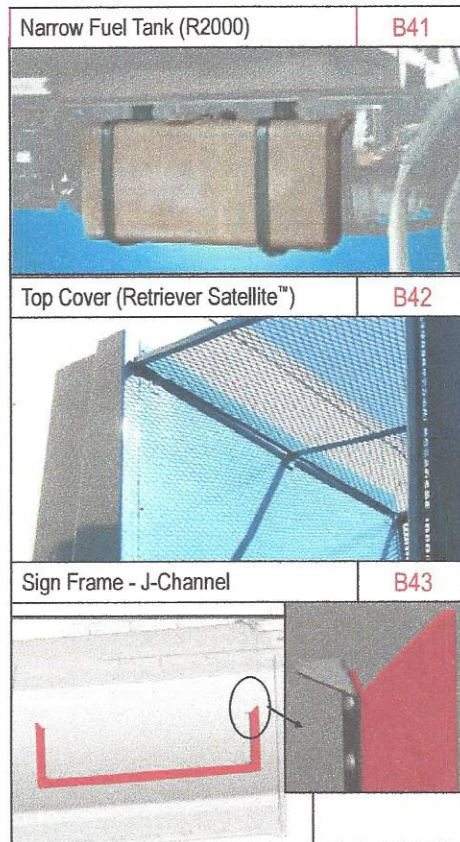 Narrow Fuel Tank (R2000) B41
Top Cover (Retriever Satellite™) B42
Sign Frame - J-Channel B43